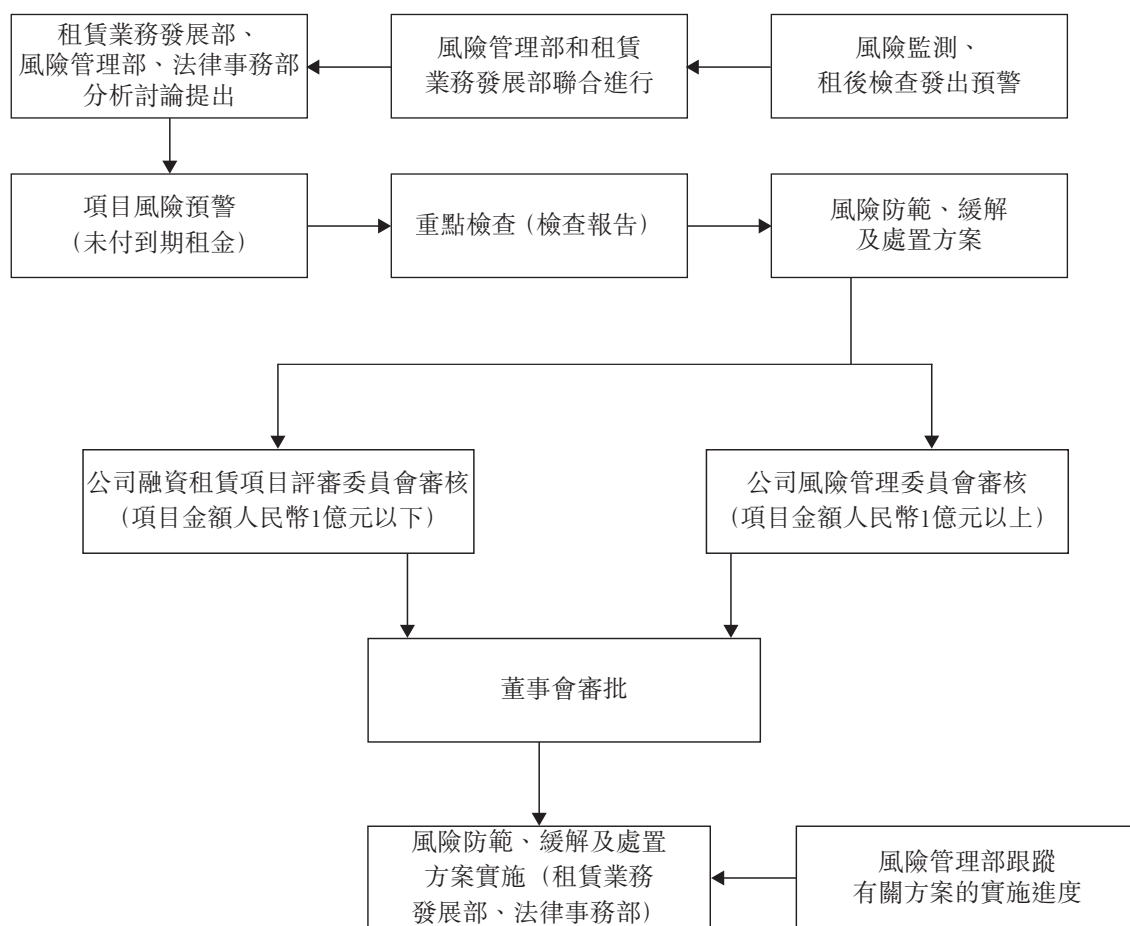 租賃業務發展部、
風險管理部、法律事務部
分析討論提出
風險管理部和租賃
業務發展部聯合進行
風險監測、
租後檢查發出預警
項目風險預警
（未付到期租金）
重點檢查（檢查報告）
風險防範、緩解
及處置方案
公司融資租賃項目評審委員會審核
（項目金額人民幣1億元以下）
公司風險管理委員會審核
（項目金額人民幣1億元以上）
董事會審批
風險防範、緩解及處置
方案實施（租賃業務
發展部、法律事務部）
風險管理部跟蹤
有關方案的實施進度